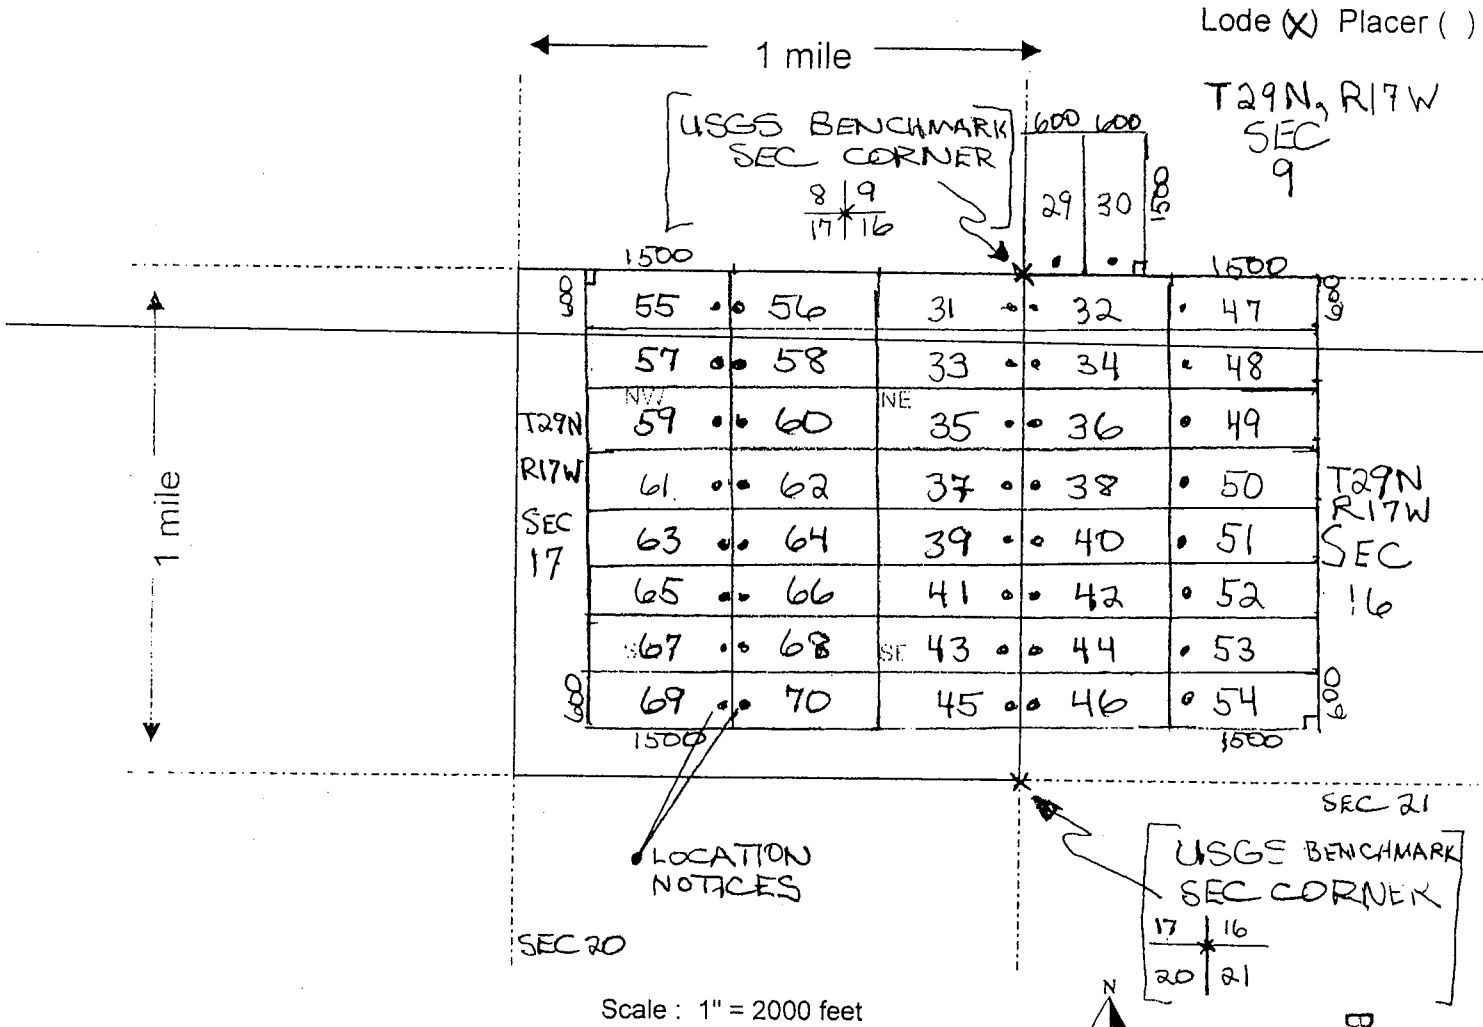 Lode (X) Placer ( )
1 mile
T29N, R17W
SEC
9
USGS BENCHMARK
SEC CORNER
8 9
17 16
600 600
29 30
1500
1500
1500
600
55 56 31 32 47
600
57 58 33 34 48
NW
NE
59 60 35 36 49
T29N
R17W
SEC
17
61 62 37 38 50
63 64 39 40 51
T29N
R17W
SEC
16
1 mile
65 66 41 42 52
67 68 SE 43 44 53
600
69 70 45 46 54
600
1500
1500
LOCATION
NOTICES
SEC 21
USGS BENCHMARK
SEC CORNER
17 16
20 21
SEC 20
N
Scale : 1" = 2000 feet